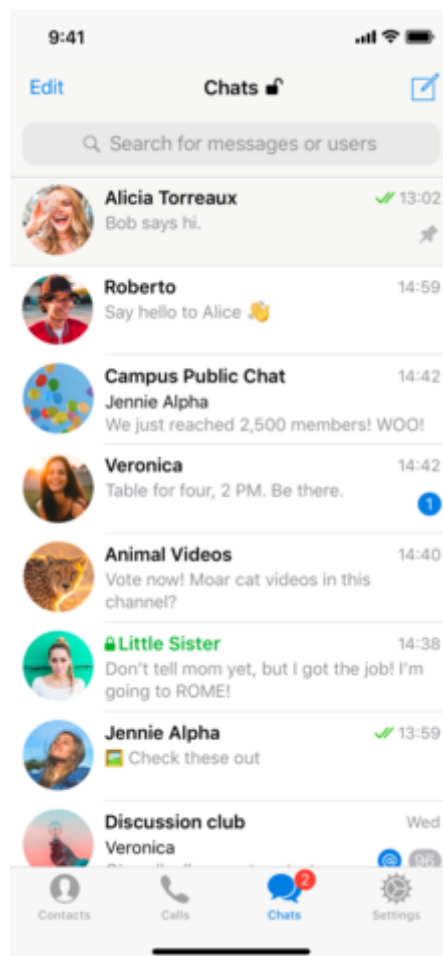 9:41
Edit
Chats
Search for messages or users
Alicia Torreaux 13:02
Bob says hi.
Roberto 14:59
Say hello to Alice 👋
Campus Public Chat 14:42
Jennie Alpha
We just reached 2,500 members! WOO!
Veronica 14:42
Table for four, 2 PM. Be there.
1
Animal Videos 14:40
Vote now! Moar cat videos in this
channel?
Little Sister 14:38
Don't tell mom yet, but I got the job! I'm
going to ROME!
Jennie Alpha 13:59
Check these out
Discussion club Wed
Veronica
@ 96
2
Contacts Calls Chats Settings